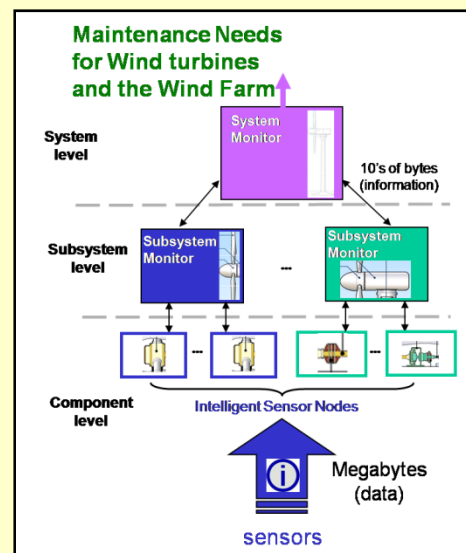 Maintenance Needs
for Wind turbines
and the Wind Farm
System
level
System
Monitor
10's of bytes
(information)
Subsystem
level
Subsystem
Monitor
---
Subsystem
Monitor
---
---
Component
level
Intelligent Sensor Nodes
i
Megabytes
(data)
sensors